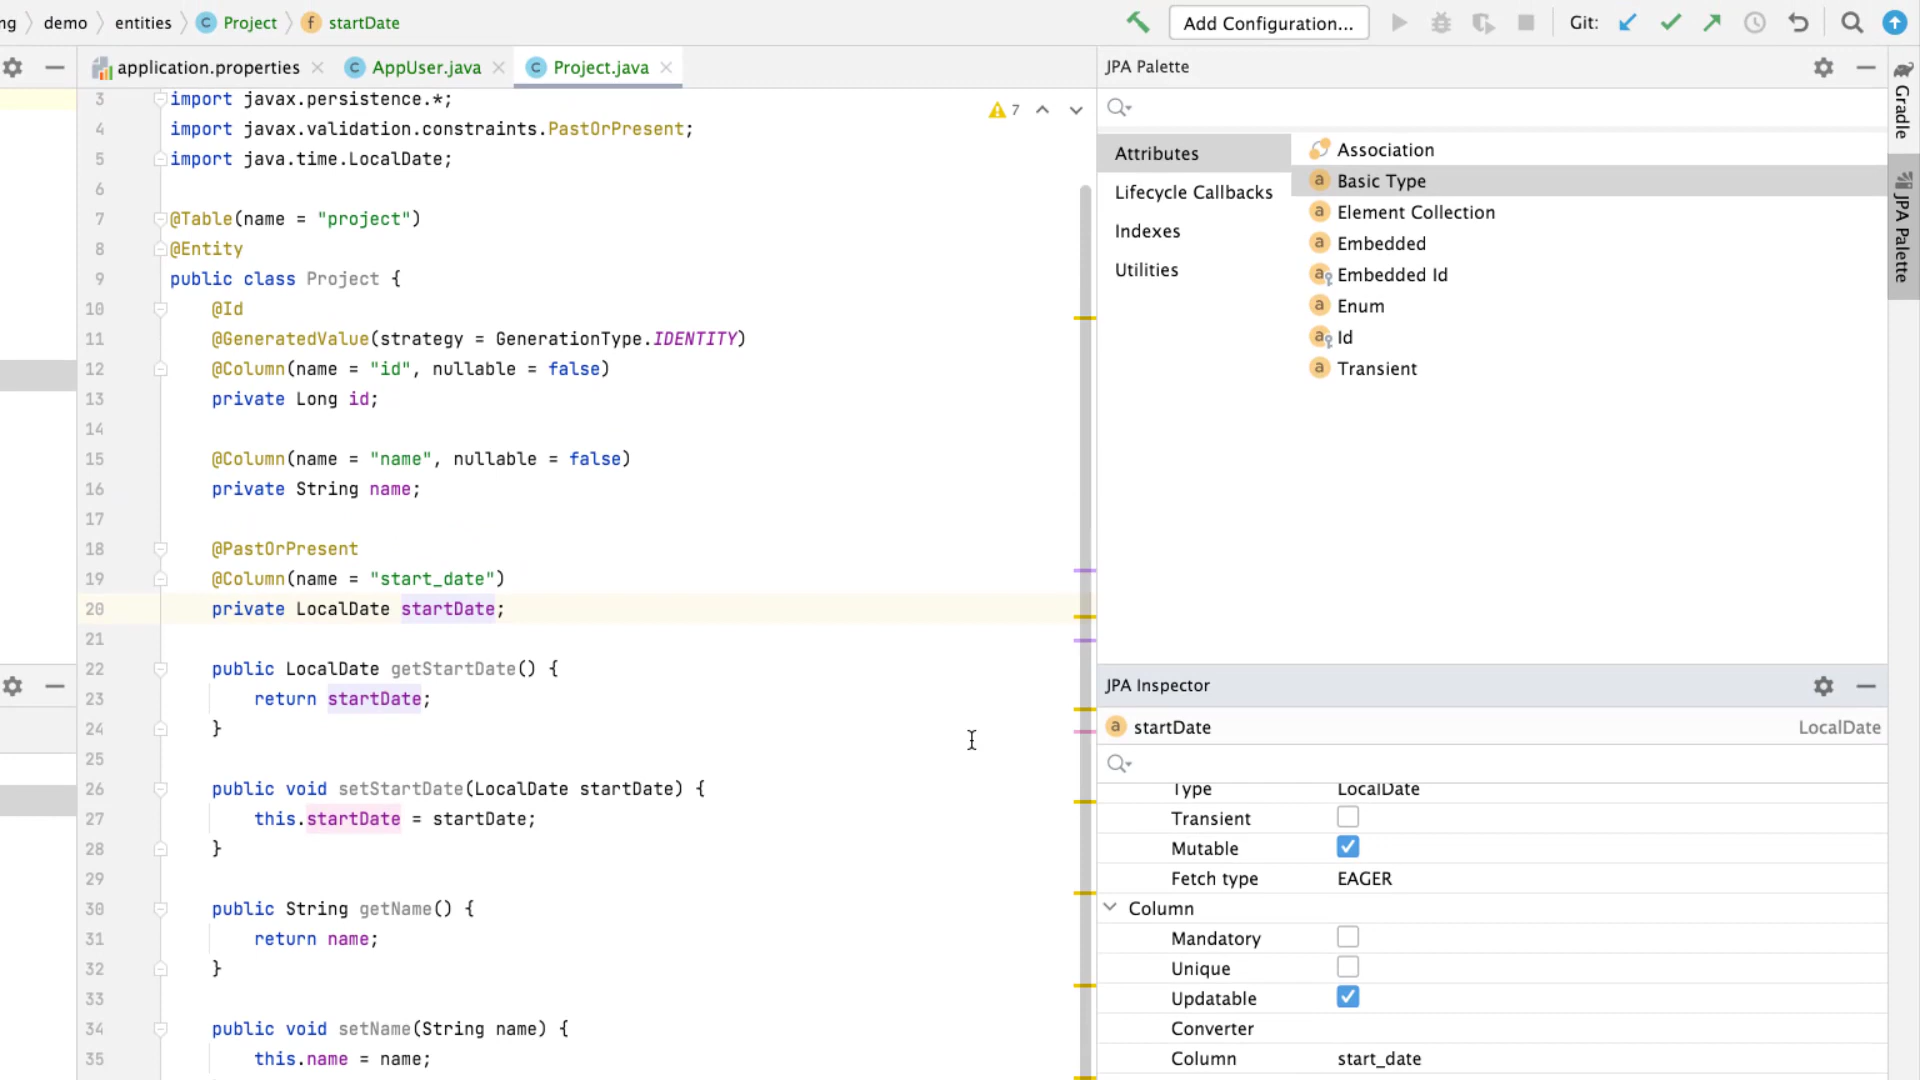 ng demo entities Project startDate Add Configuration... Git:
application.properties AppUser.java Project.java
3 import javax.persistence.*;
4 import javax.validation.constraints.PastOrPresent;
5 import java.time.LocalDate;
6
7 @Table(name = "project")
8 @Entity
9 public class Project {
10 @Id
11 @GeneratedValue(strategy = GenerationType.IDENTITY)
12 @Column(name = "id", nullable = false)
13 private Long id;
14
15 @Column(name = "name", nullable = false)
16 private String name;
17
18 @PastOrPresent
19 @Column(name = "start_date")
20 private LocalDate startDate;
21
22 public LocalDate getStartDate() {
23 return startDate;
24 }
25
26 public void setStartDate(LocalDate startDate) {
27 this.startDate = startDate;
28 }
29
30 public String getName() {
31 return name;
32 }
33
34 public void setName(String name) {
35 this.name = name;
7
JPA Palette
Attributes
Lifecycle Callbacks
Indexes
Utilities
Association
Basic Type
Element Collection
Embedded
Embedded Id
Enum
Id
Transient
JPA Inspector
startDate LocalDate
Type LocalDate
Transient
Mutable
Fetch type EAGER
Column
Mandatory
Unique
Updatable
Converter
Column start_date
Gradle
JPA Palette